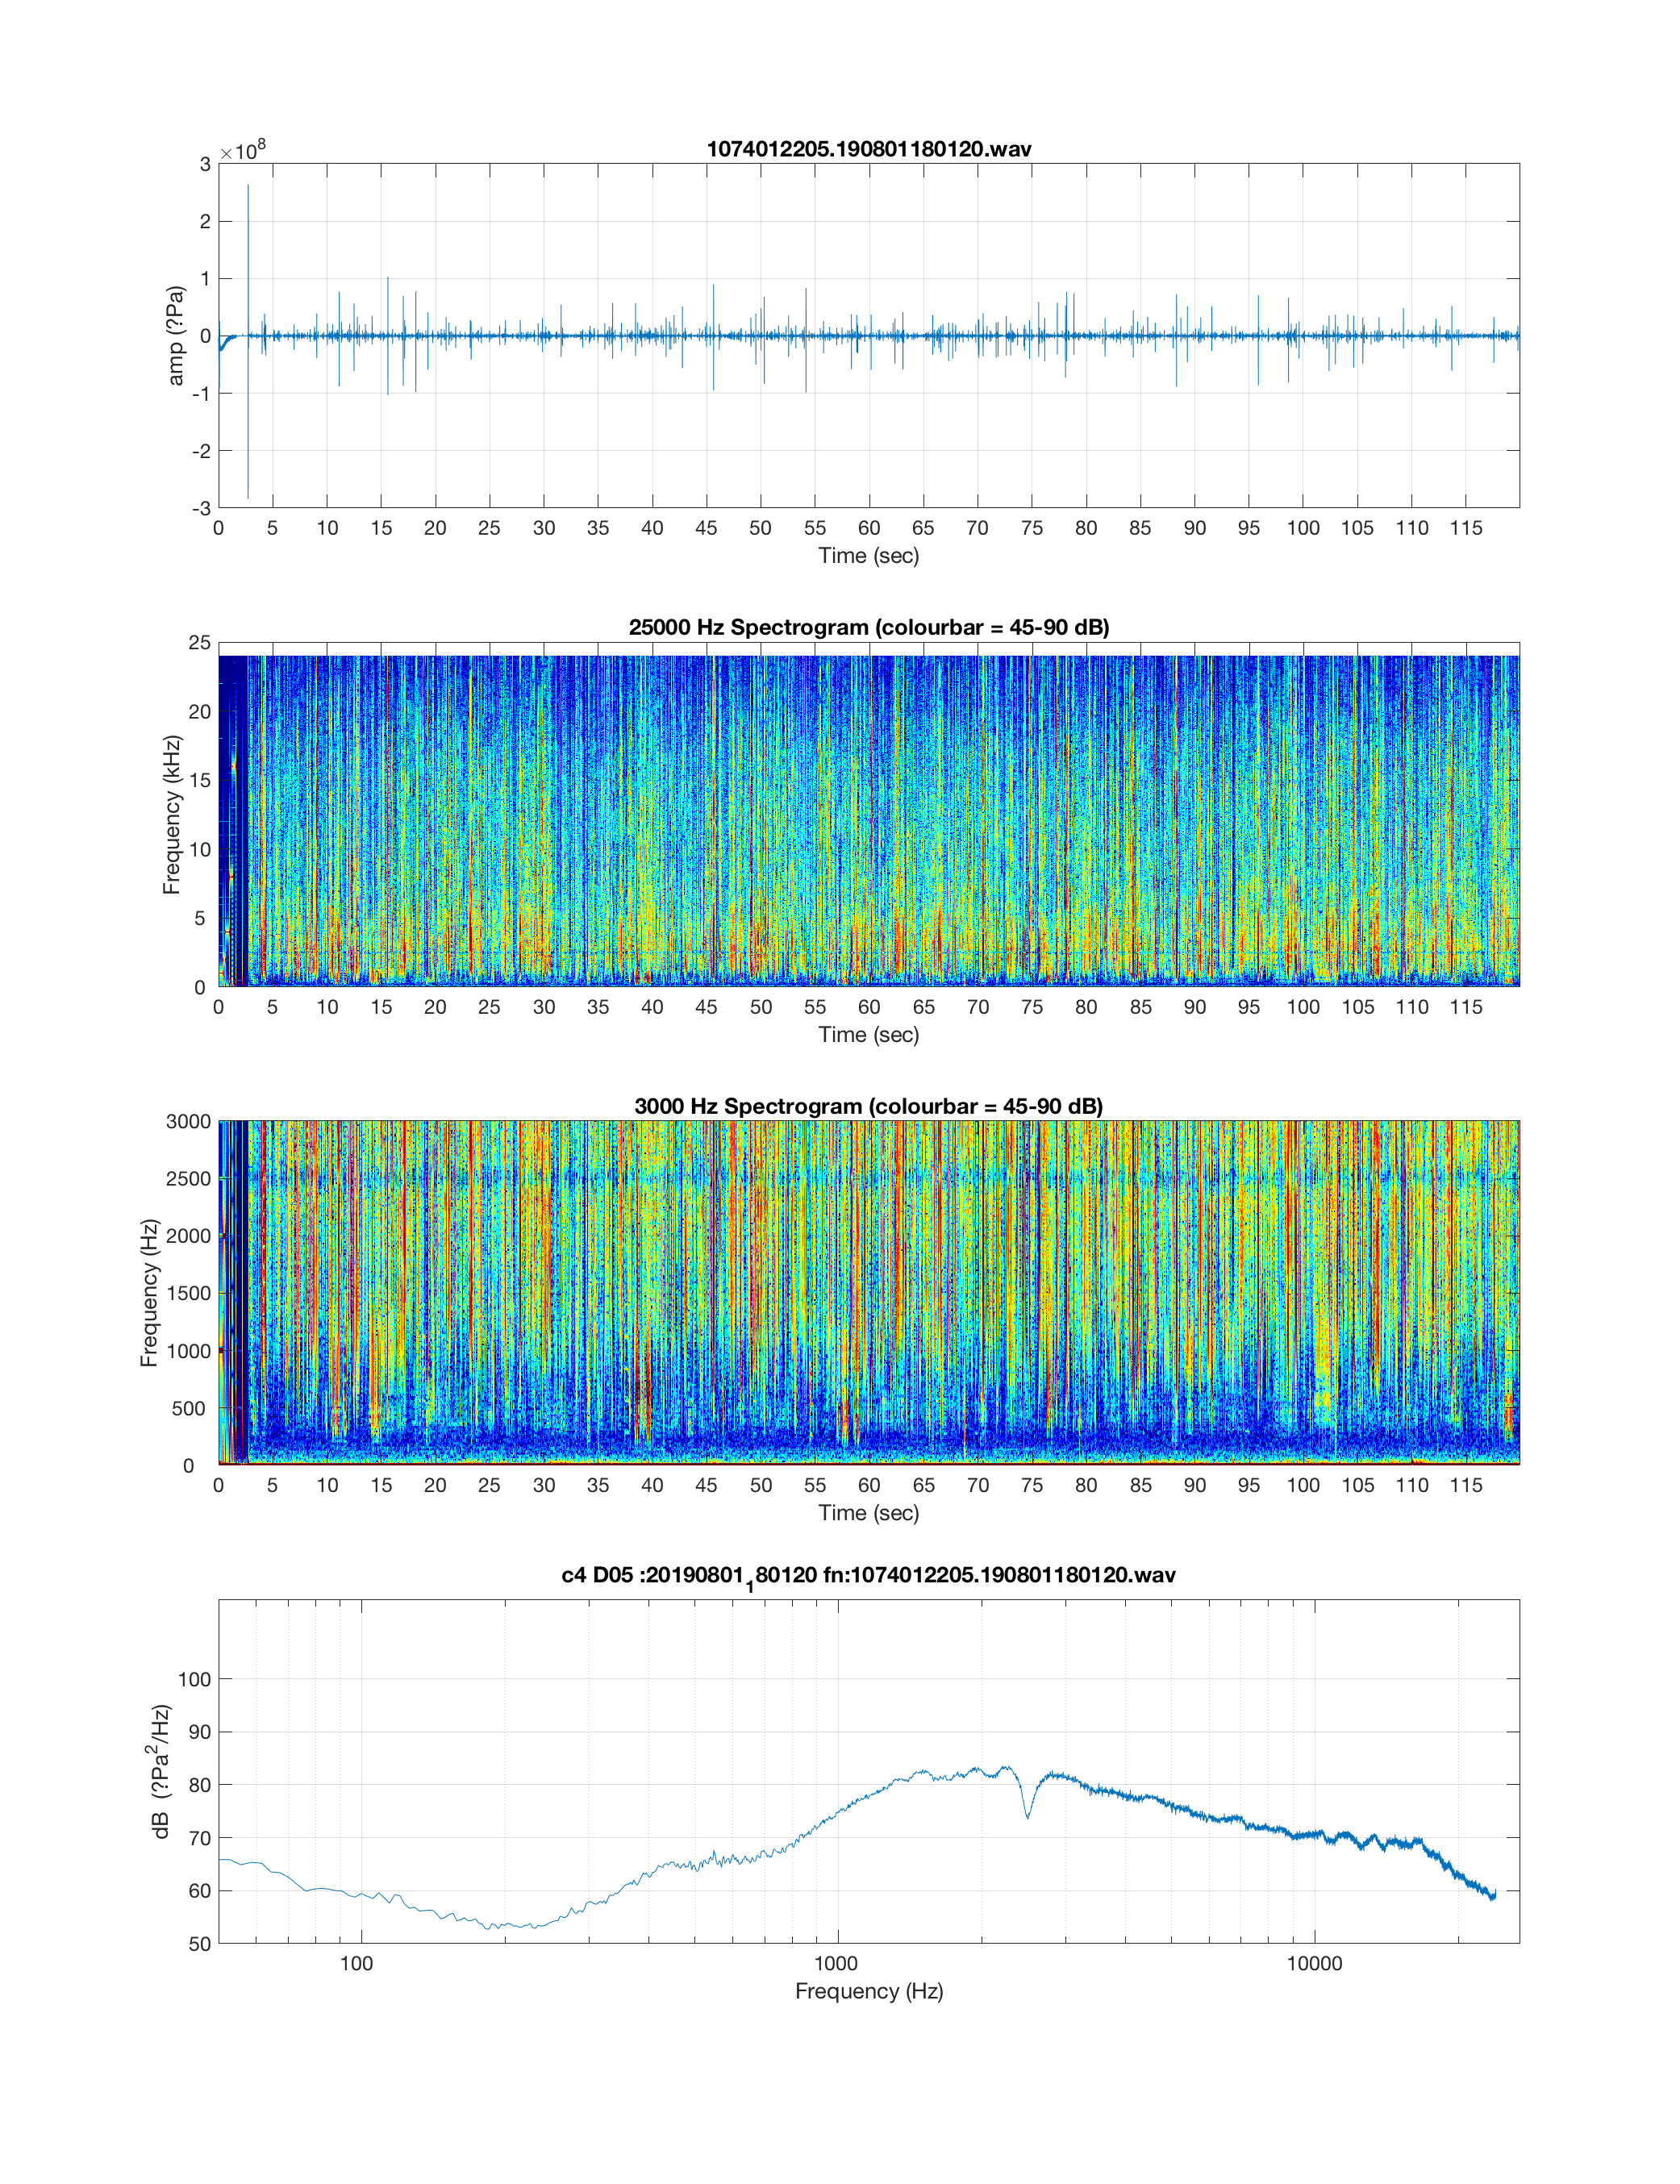 1074012205.190801180120.wav
×10^8
3
2
1
0
-1
-2
-3
amp (?Pa)
0 5 10 15 20 25 30 35 40 45 50 55 60 65 70 75 80 85 90 95 100 105 110 115
Time (sec)
25000 Hz Spectrogram (colourbar = 45-90 dB)
25
20
15
10
5
0
Frequency (kHz)
0 5 10 15 20 25 30 35 40 45 50 55 60 65 70 75 80 85 90 95 100 105 110 115
Time (sec)
3000 Hz Spectrogram (colourbar = 45-90 dB)
3000
2500
2000
1500
1000
500
0
Frequency (Hz)
0 5 10 15 20 25 30 35 40 45 50 55 60 65 70 75 80 85 90 95 100 105 110 115
Time (sec)
c4 D05 :20190801_180120 fn:1074012205.190801180120.wav
100
90
80
70
60
50
dB (?Pa^2/Hz)
100 1000 10000
Frequency (Hz)